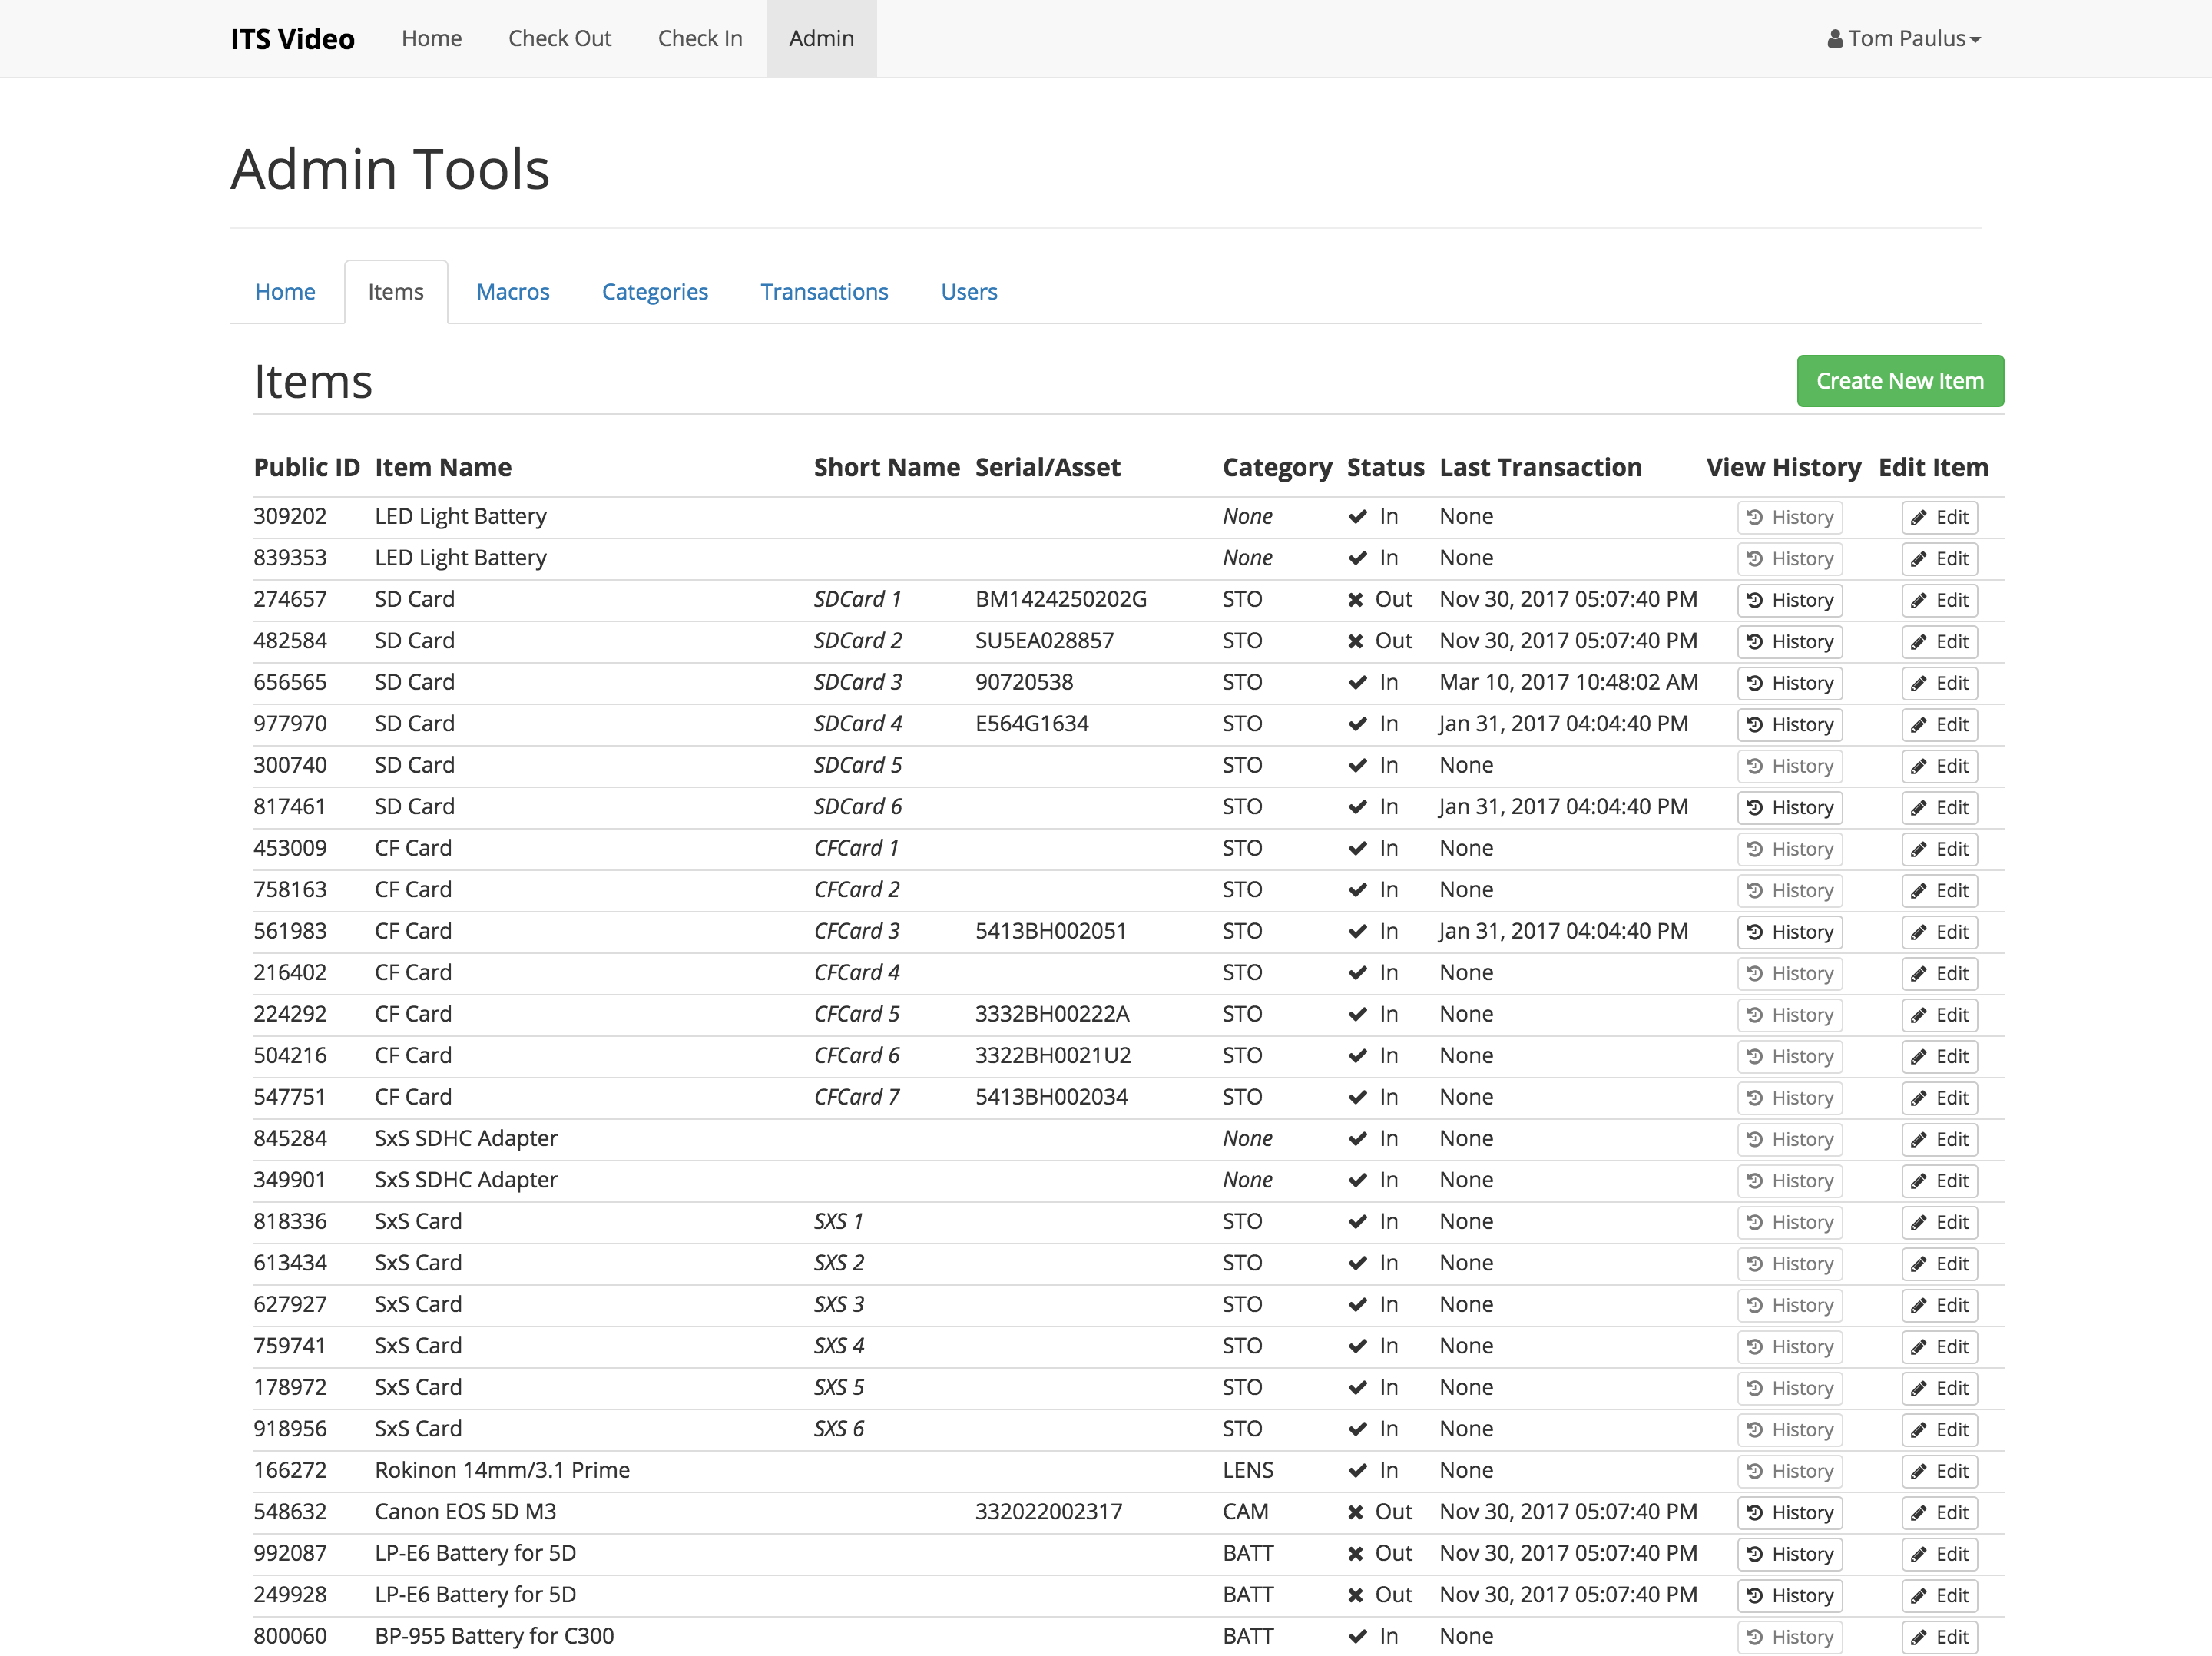 ITS Video Home Check Out Check In Admin Tom Paulus
Admin Tools
Home Items Macros Categories Transactions Users
Items Create New Item
Public ID Item Name Short Name Serial/Asset Category Status Last Transaction View History Edit Item
309202 LED Light Battery None In None History Edit
839353 LED Light Battery None In None History Edit
274657 SD Card SDCard 1 BM1424250202G STO Out Nov 30, 2017 05:07:40 PM History Edit
482584 SD Card SDCard 2 SU5EA028857 STO Out Nov 30, 2017 05:07:40 PM History Edit
656565 SD Card SDCard 3 90720538 STO In Mar 10, 2017 10:48:02 AM History Edit
977970 SD Card SDCard 4 E564G1634 STO In Jan 31, 2017 04:04:40 PM History Edit
300740 SD Card SDCard 5 STO In None History Edit
817461 SD Card SDCard 6 STO In Jan 31, 2017 04:04:40 PM History Edit
453009 CF Card CFCard 1 STO In None History Edit
758163 CF Card CFCard 2 STO In None History Edit
561983 CF Card CFCard 3 5413BH002051 STO In Jan 31, 2017 04:04:40 PM History Edit
216402 CF Card CFCard 4 STO In None History Edit
224292 CF Card CFCard 5 3332BH00222A STO In None History Edit
504216 CF Card CFCard 6 3322BH0021U2 STO In None History Edit
547751 CF Card CFCard 7 5413BH002034 STO In None History Edit
845284 SxS SDHC Adapter None In None History Edit
349901 SxS SDHC Adapter None In None History Edit
818336 SxS Card SXS 1 STO In None History Edit
613434 SxS Card SXS 2 STO In None History Edit
627927 SxS Card SXS 3 STO In None History Edit
759741 SxS Card SXS 4 STO In None History Edit
178972 SxS Card SXS 5 STO In None History Edit
918956 SxS Card SXS 6 STO In None History Edit
166272 Rokinon 14mm/3.1 Prime LENS In None History Edit
548632 Canon EOS 5D M3 332022002317 CAM Out Nov 30, 2017 05:07:40 PM History Edit
992087 LP-E6 Battery for 5D BATT Out Nov 30, 2017 05:07:40 PM History Edit
249928 LP-E6 Battery for 5D BATT Out Nov 30, 2017 05:07:40 PM History Edit
800060 BP-955 Battery for C300 BATT In None History Edit